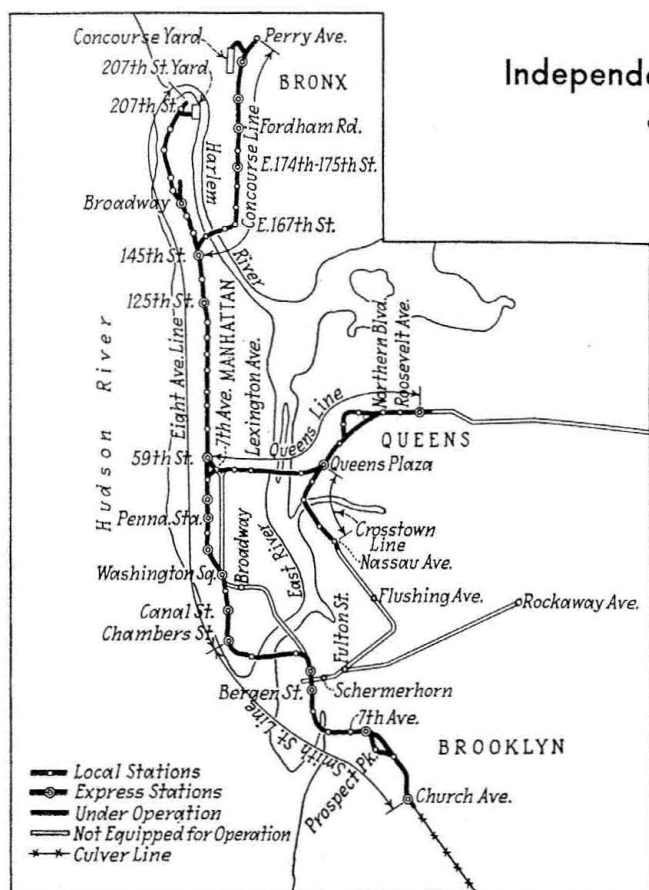 Independe
Concourse Yard
Perry Ave.
207th St. Yard
BRONX
207th St.
Concourse Line
Fordham Rd.
Harlem
E.174th-175th St.
Broadway
E.167th St.
145th St.
River
125th St.
Hudson River
Eight Ave. Line
MANHATTAN
7th Ave.
Lexington Ave.
Northern Blvd.
Roosevelt Ave.
Queens Line
QUEENS
59th St.
Queens Plaza
Penna. Sta.
Crosstown
Line
Nassau Ave.
Broadway
East River
Washington Sq.
Flushing Ave.
Rockaway Ave.
Canal St.
Fulton St.
Chambers St.
Schermerhorn
Bergen St.
7th Ave.
Smith St. Line
BROOKLYN
Prospect Pk.
Church Ave.
Local Stations
Express Stations
Under Operation
Not Equipped for Operation
Culver Line